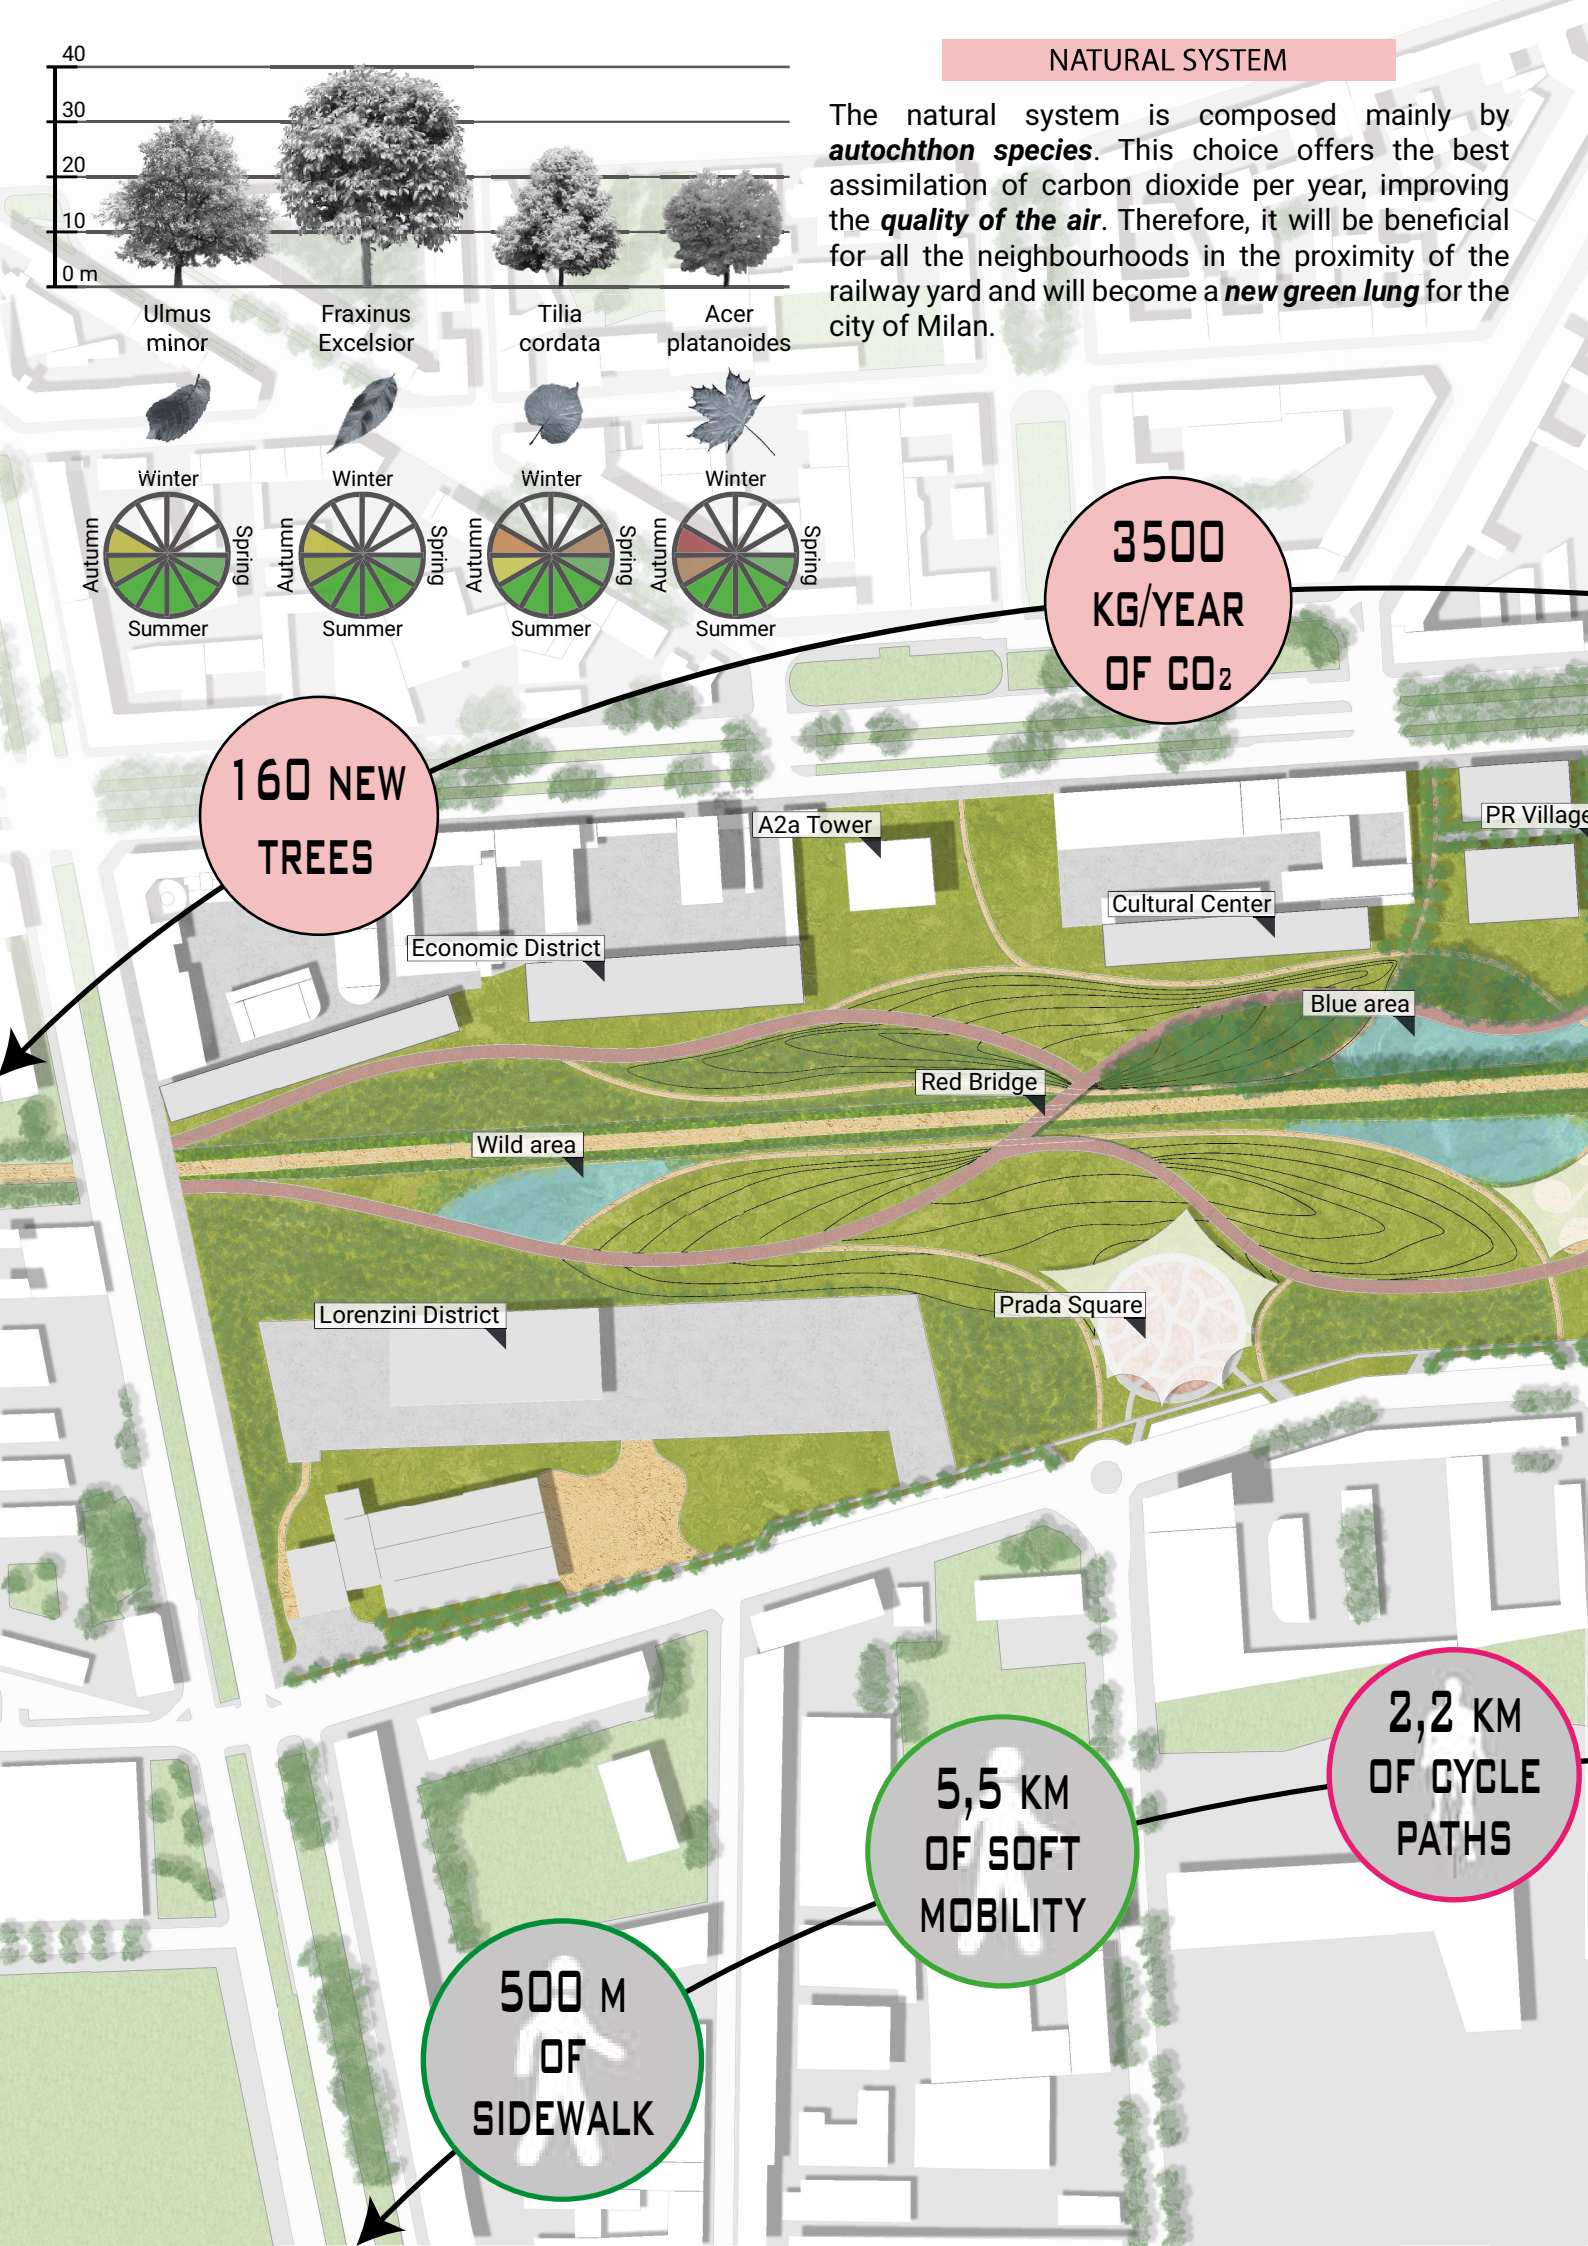 40
30
20
10
0 m
Ulmus
minor
Fraxinus
Excelsior
Tilia
cordata
Acer
platanoides
Winter
Autumn
Spring
Summer
Winter
Autumn
Spring
Summer
Winter
Autumn
Spring
Summer
Winter
Autumn
Spring
Summer
NATURAL SYSTEM
The natural system is composed mainly by
autochthon species. This choice offers the best
assimilation of carbon dioxide per year, improving
the quality of the air. Therefore, it will be beneficial
for all the neighbourhoods in the proximity of the
railway yard and will become a new green lung for the
city of Milan.
3500
KG/YEAR
OF CO2
160 NEW
TREES
A2a Tower
PR Village
Cultural Center
Economic District
Blue area
Red Bridge
Wild area
Prada Square
Lorenzini District
2,2 KM
OF CYCLE
PATHS
5,5 KM
OF SOFT
MOBILITY
500 M
OF
SIDEWALK